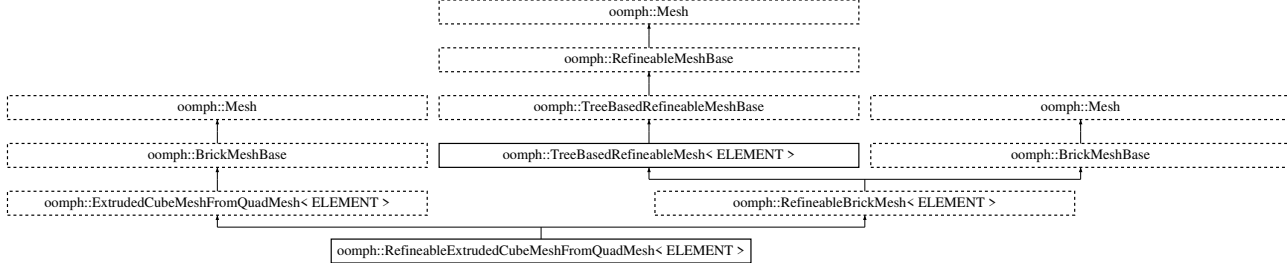 oomph::Mesh
oomph::RefineableMeshBase
oomph::Mesh
oomph::TreeBasedRefineableMeshBase
oomph::Mesh
oomph::BrickMeshBase
oomph::TreeBasedRefineableMesh< ELEMENT >
oomph::BrickMeshBase
oomph::ExtrudedCubeMeshFromQuadMesh< ELEMENT >
oomph::RefineableBrickMesh< ELEMENT >
oomph::RefineableExtrudedCubeMeshFromQuadMesh< ELEMENT >